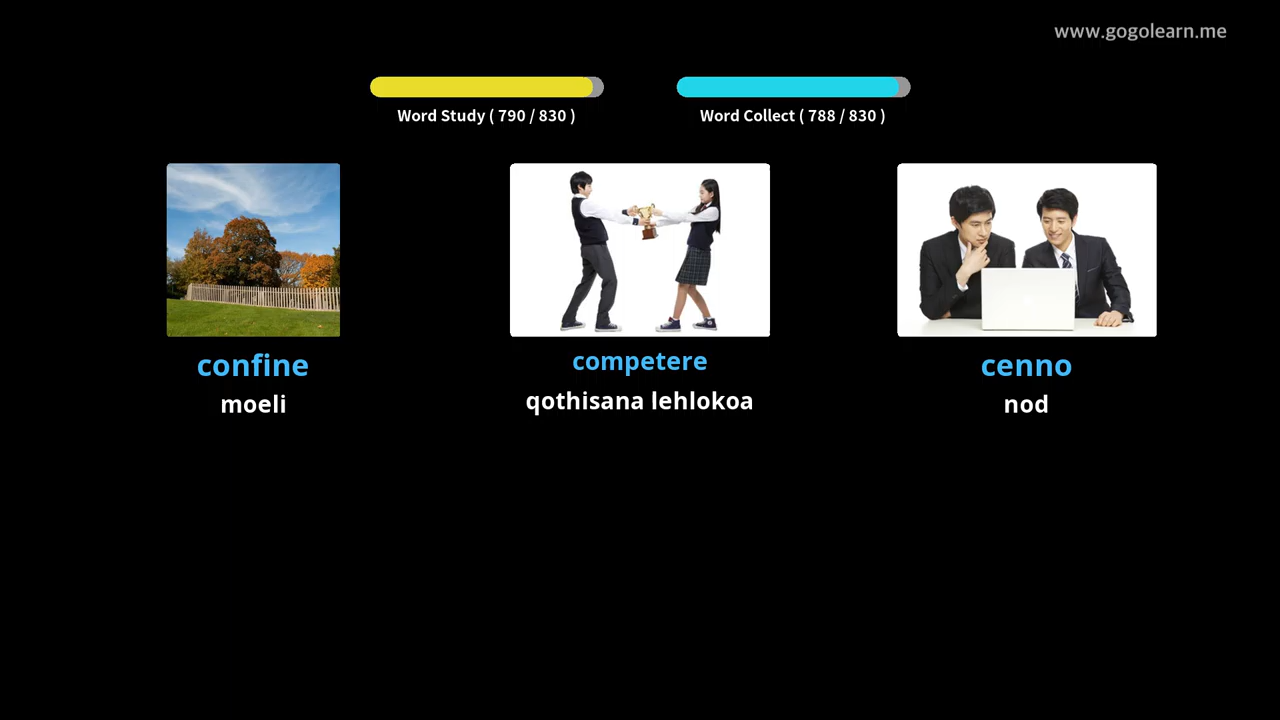 www.gogolearn.me
Word Study ( 790 / 830 )
Word Collect ( 788 / 830 )
confine
moeli
competere
qothisana lehlokoa
cenno
nod